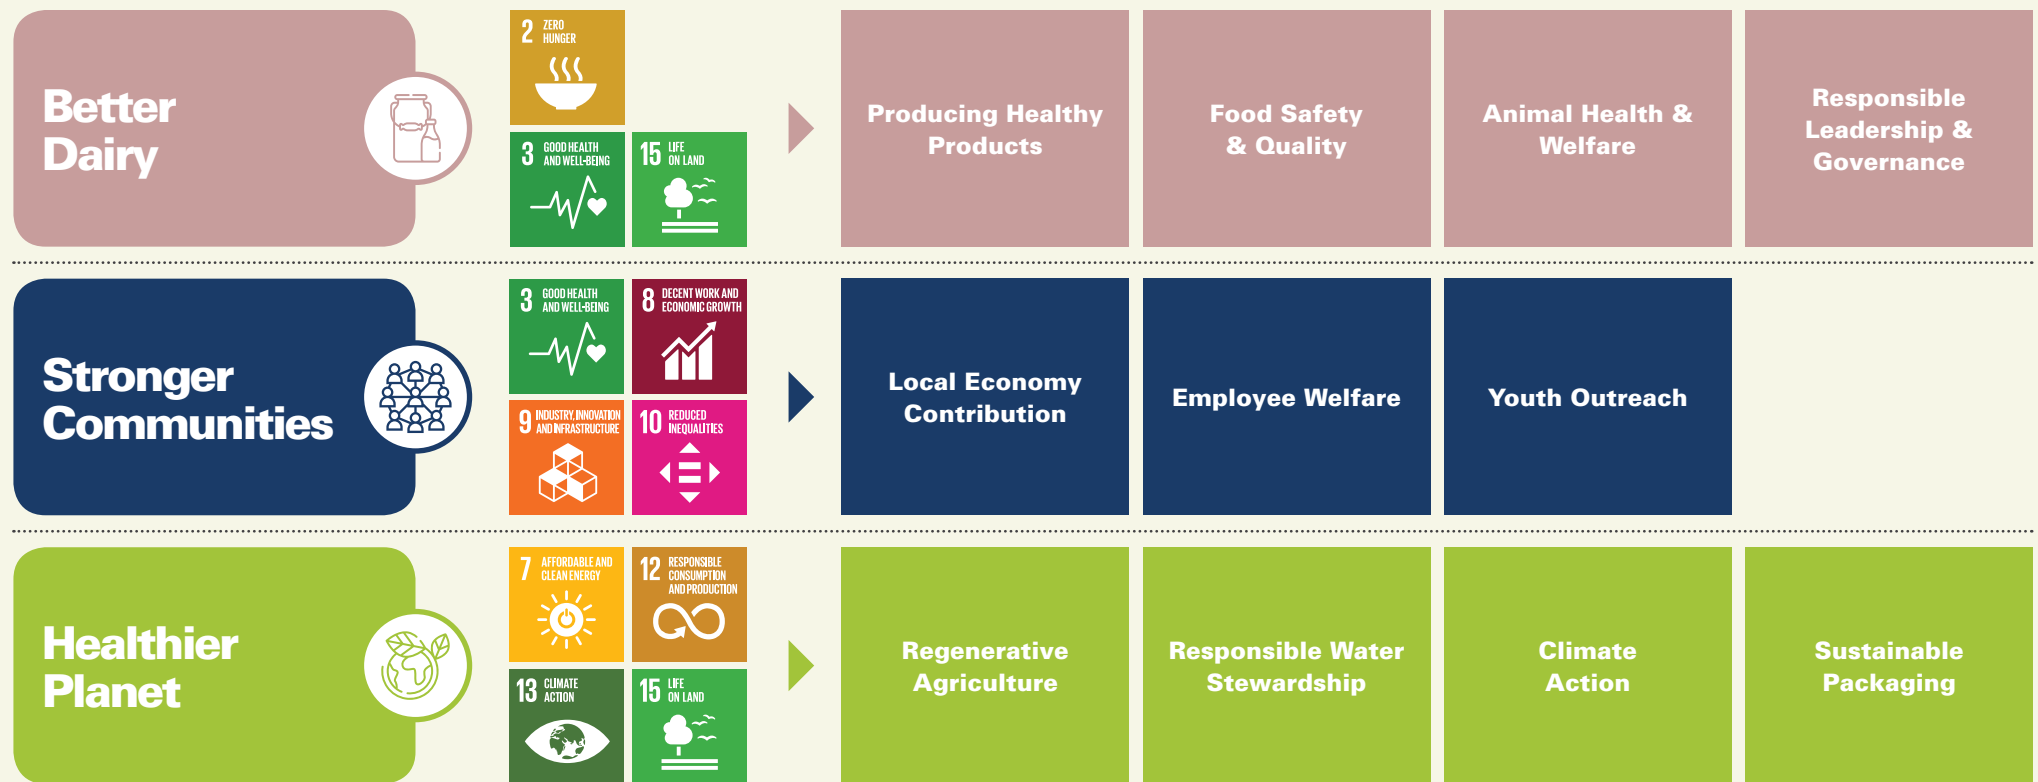 Better
Dairy
2 ZERO
HUNGER
3 GOOD HEALTH
AND WELL-BEING
15 LIFE
ON LAND
Producing Healthy
Products
Food Safety
& Quality
Animal Health &
Welfare
Responsible
Leadership &
Governance
Stronger
Communities
3 GOOD HEALTH
AND WELL-BEING
8 DECENT WORK AND
ECONOMIC GROWTH
9 INDUSTRY, INNOVATION
AND INFRASTRUCTURE
10 REDUCED
INEQUALITIES
Local Economy
Contribution
Employee Welfare
Youth Outreach
Healthier
Planet
7 AFFORDABLE AND
CLEAN ENERGY
12 RESPONSIBLE
CONSUMPTION
AND PRODUCTION
13 CLIMATE
ACTION
15 LIFE
ON LAND
Regenerative
Agriculture
Responsible Water
Stewardship
Climate
Action
Sustainable
Packaging